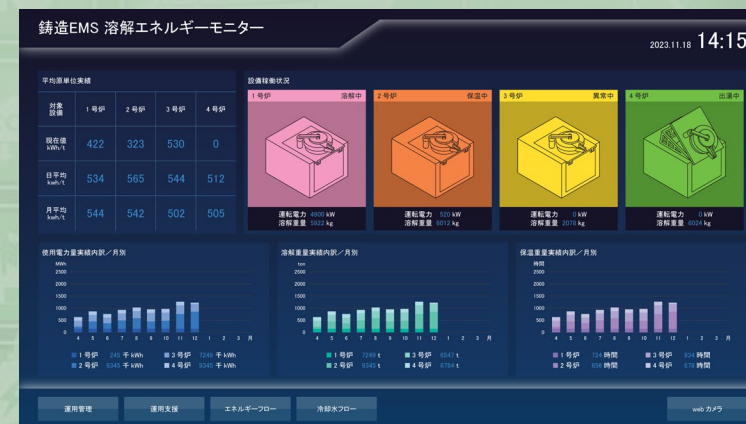 鋳造EMS 溶解エネルギーモニター
2023.11.18 14:15
平均原単位実績
対象設備 1号炉 2号炉 3号炉 4号炉
現在値 kWh/t 422 323 530 0
日平均 kwh/t 534 565 544 512
月平均 kwh/t 544 542 502 505
設備稼働状況
1号炉 溶解中
運転電力 4900 kW
溶解重量 5922 kg
2号炉 保温中
運転電力 520 kW
溶解重量 6012 kg
3号炉 異常中
運転電力 0 kW
溶解重量 2078 kg
4号炉 出湯中
運転電力 0 kW
溶解重量 6024 kg
使用電力量実績内訳／月別
MWh
2500
2000
1500
1000
500
0
4 5 6 7 8 9 10 11 12 1 2 3 月
1号炉 245 千kWh 3号炉 7249 千kWh
2号炉 9345 千kWh 4号炉 9345 千kWh
溶解重量実績内訳／月別
ton
2500
2000
1500
1000
500
0
4 5 6 7 8 9 10 11 12 1 2 3 月
1号炉 7249 t 3号炉 6547 t
2号炉 9345 t 4号炉 6784 t
保温重量実績内訳／月別
時間
2500
2000
1500
1000
500
0
4 5 6 7 8 9 10 11 12 1 2 3 月
1号炉 724 時間 3号炉 834 時間
2号炉 656 時間 4号炉 678 時間
運用管理 運用支援 エネルギーフロー 冷却水フロー web カメラ